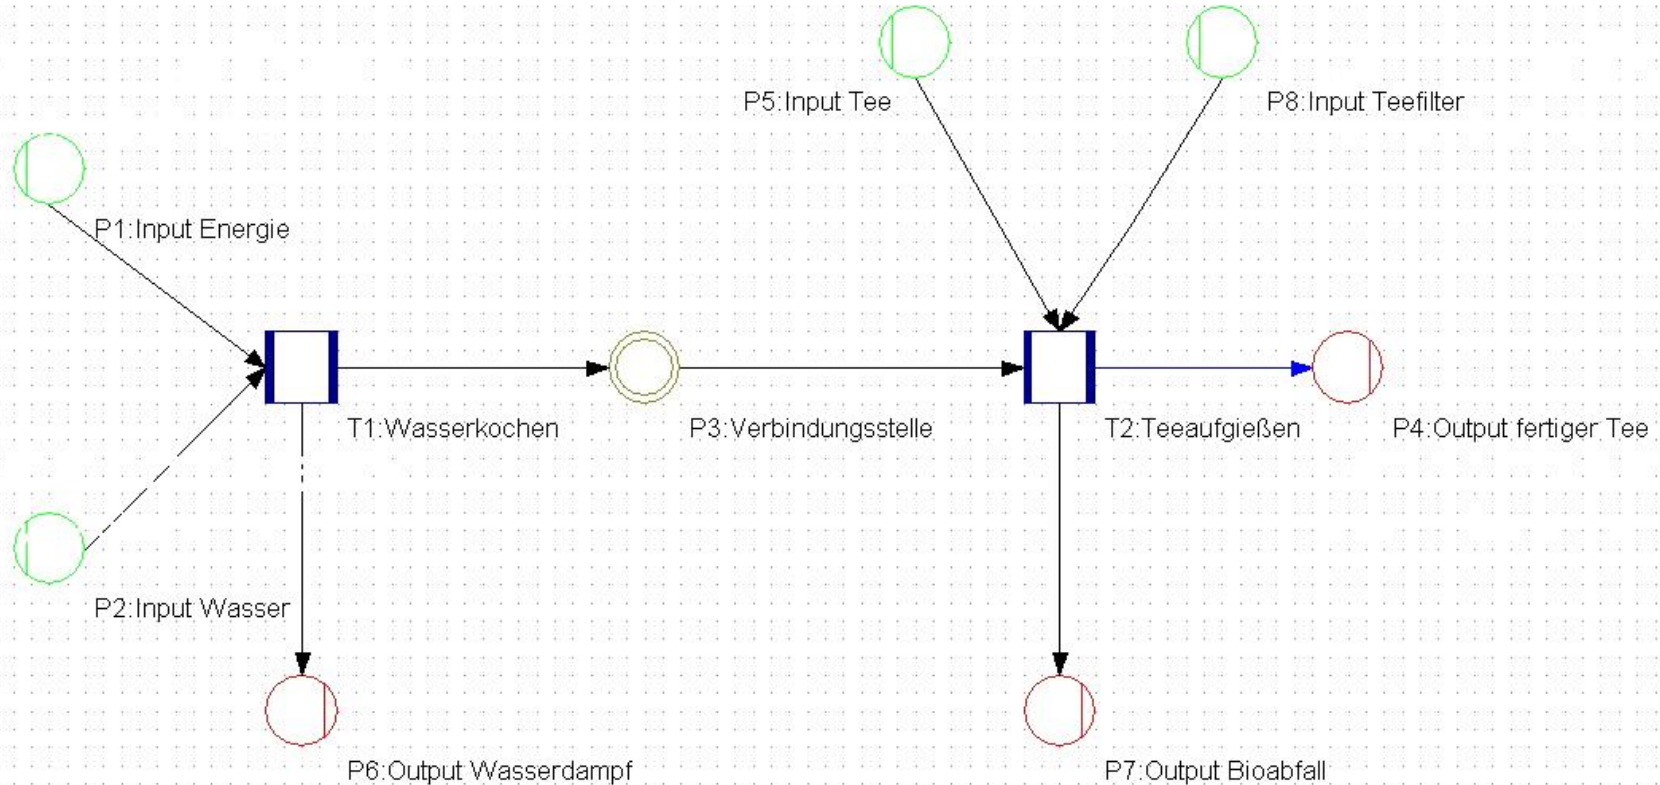 P5:Input Tee
P8:Input Teefilter
P1:Input Energie
T1:Wasserkochen
P3:Verbindungsstelle
T2:Teeaufgießen
P4:Output fertiger Tee
P2:Input Wasser
P6:Output Wasserdampf
P7:Output Bioabfall